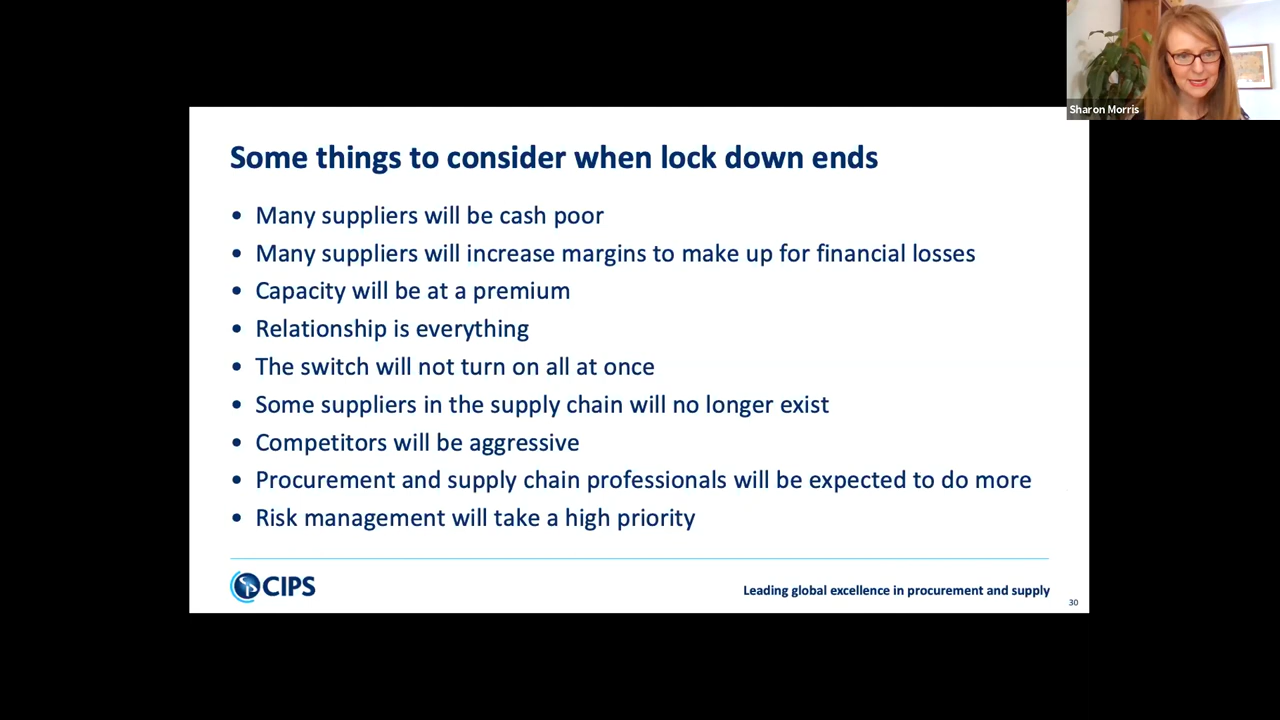 Sharon Morris
Some things to consider when lock down ends
• Many suppliers will be cash poor
• Many suppliers will increase margins to make up for financial losses
• Capacity will be at a premium
• Relationship is everything
• The switch will not turn on all at once
• Some suppliers in the supply chain will no longer exist
• Competitors will be aggressive
• Procurement and supply chain professionals will be expected to do more
• Risk management will take a high priority
CIPS
Leading global excellence in procurement and supply
30